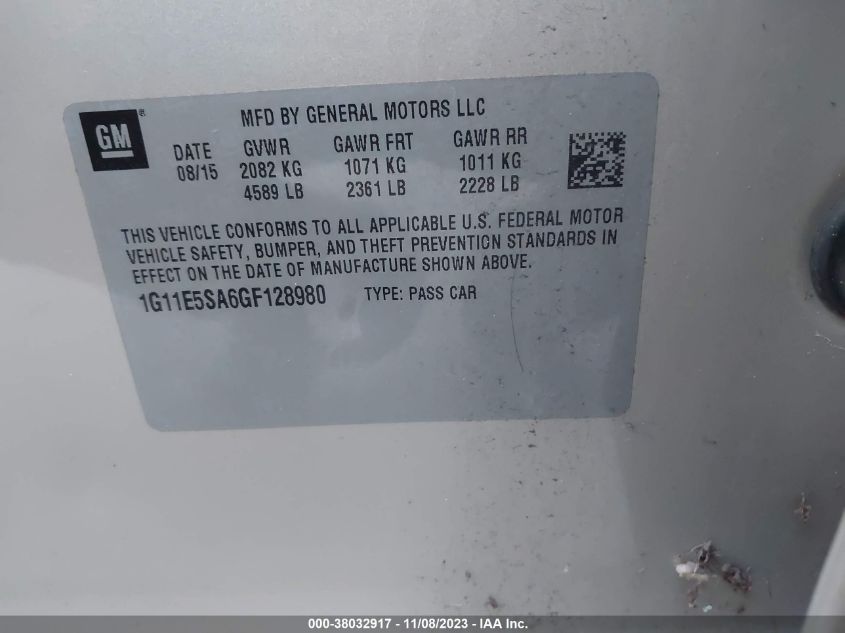 GM®
MFD BY GENERAL MOTORS LLC
DATE GVWR GAWR FRT GAWR RR
08/15 2082 KG 1071 KG 1011 KG
4589 LB 2361 LB 2228 LB
THIS VEHICLE CONFORMS TO ALL APPLICABLE U.S. FEDERAL MOTOR
VEHICLE SAFETY, BUMPER, AND THEFT PREVENTION STANDARDS IN
EFFECT ON THE DATE OF MANUFACTURE SHOWN ABOVE.
1G11E5SA6GF128980 TYPE: PASS CAR
000-38032917 - 11/08/2023 - IAA Inc.